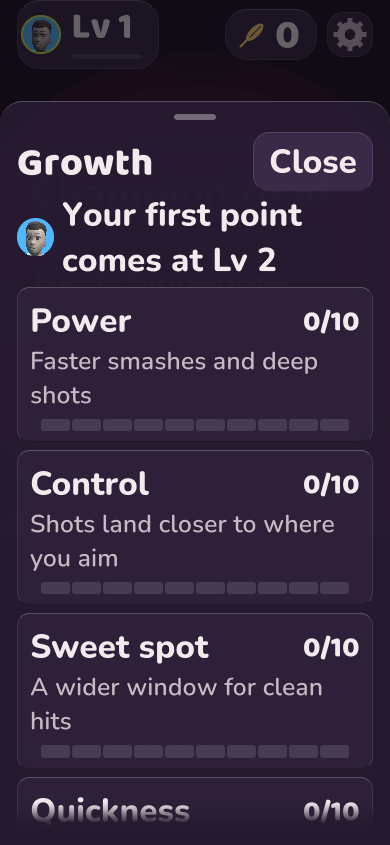 Lv 1
0
Growth
Close
Your first point
comes at Lv 2
Power
0/10
Faster smashes and deep
shots
Control
0/10
Shots land closer to where
you aim
Sweet spot
0/10
A wider window for clean
hits
Quickness
0/10